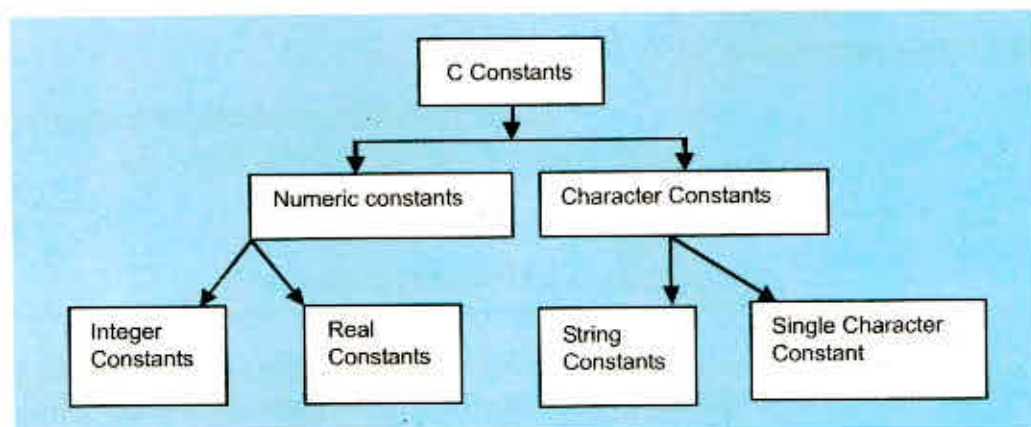 C Constants
Numeric constants
Character Constants
Integer
Constants
Real
Constants
String
Constants
Single Character
Constant